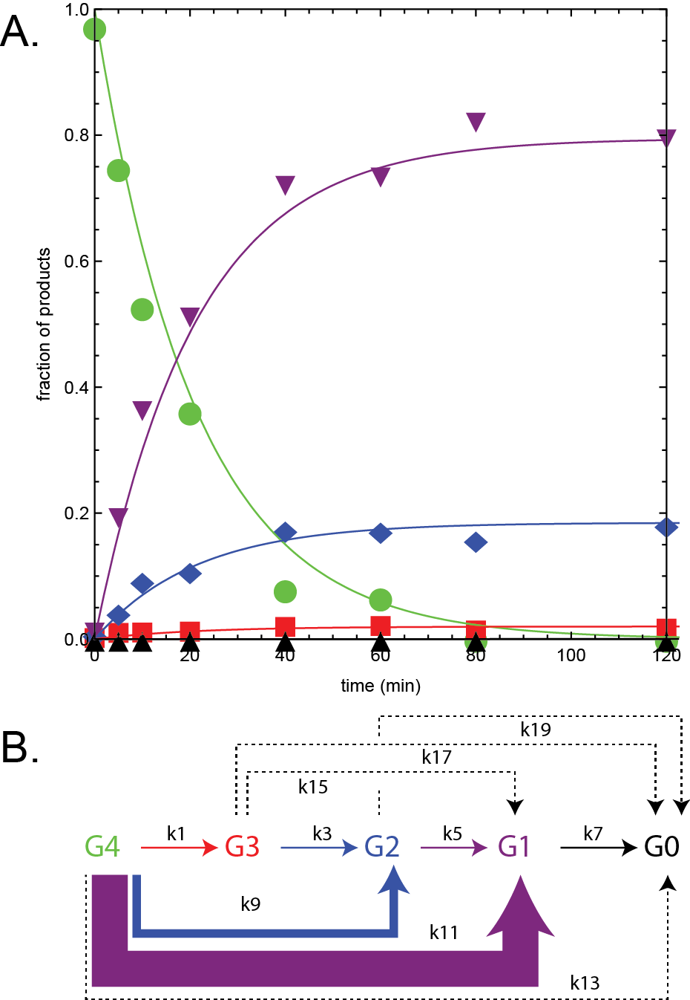 A.
1.0
0.8
0.6
0.4
0.2
0.0
fraction of products
0 20 40 60 80 100 120
time (min)
B.
k19
k17
k15
G4 k1 G3 k3 G2 k5 G1 k7 G0
k9
k11
k13